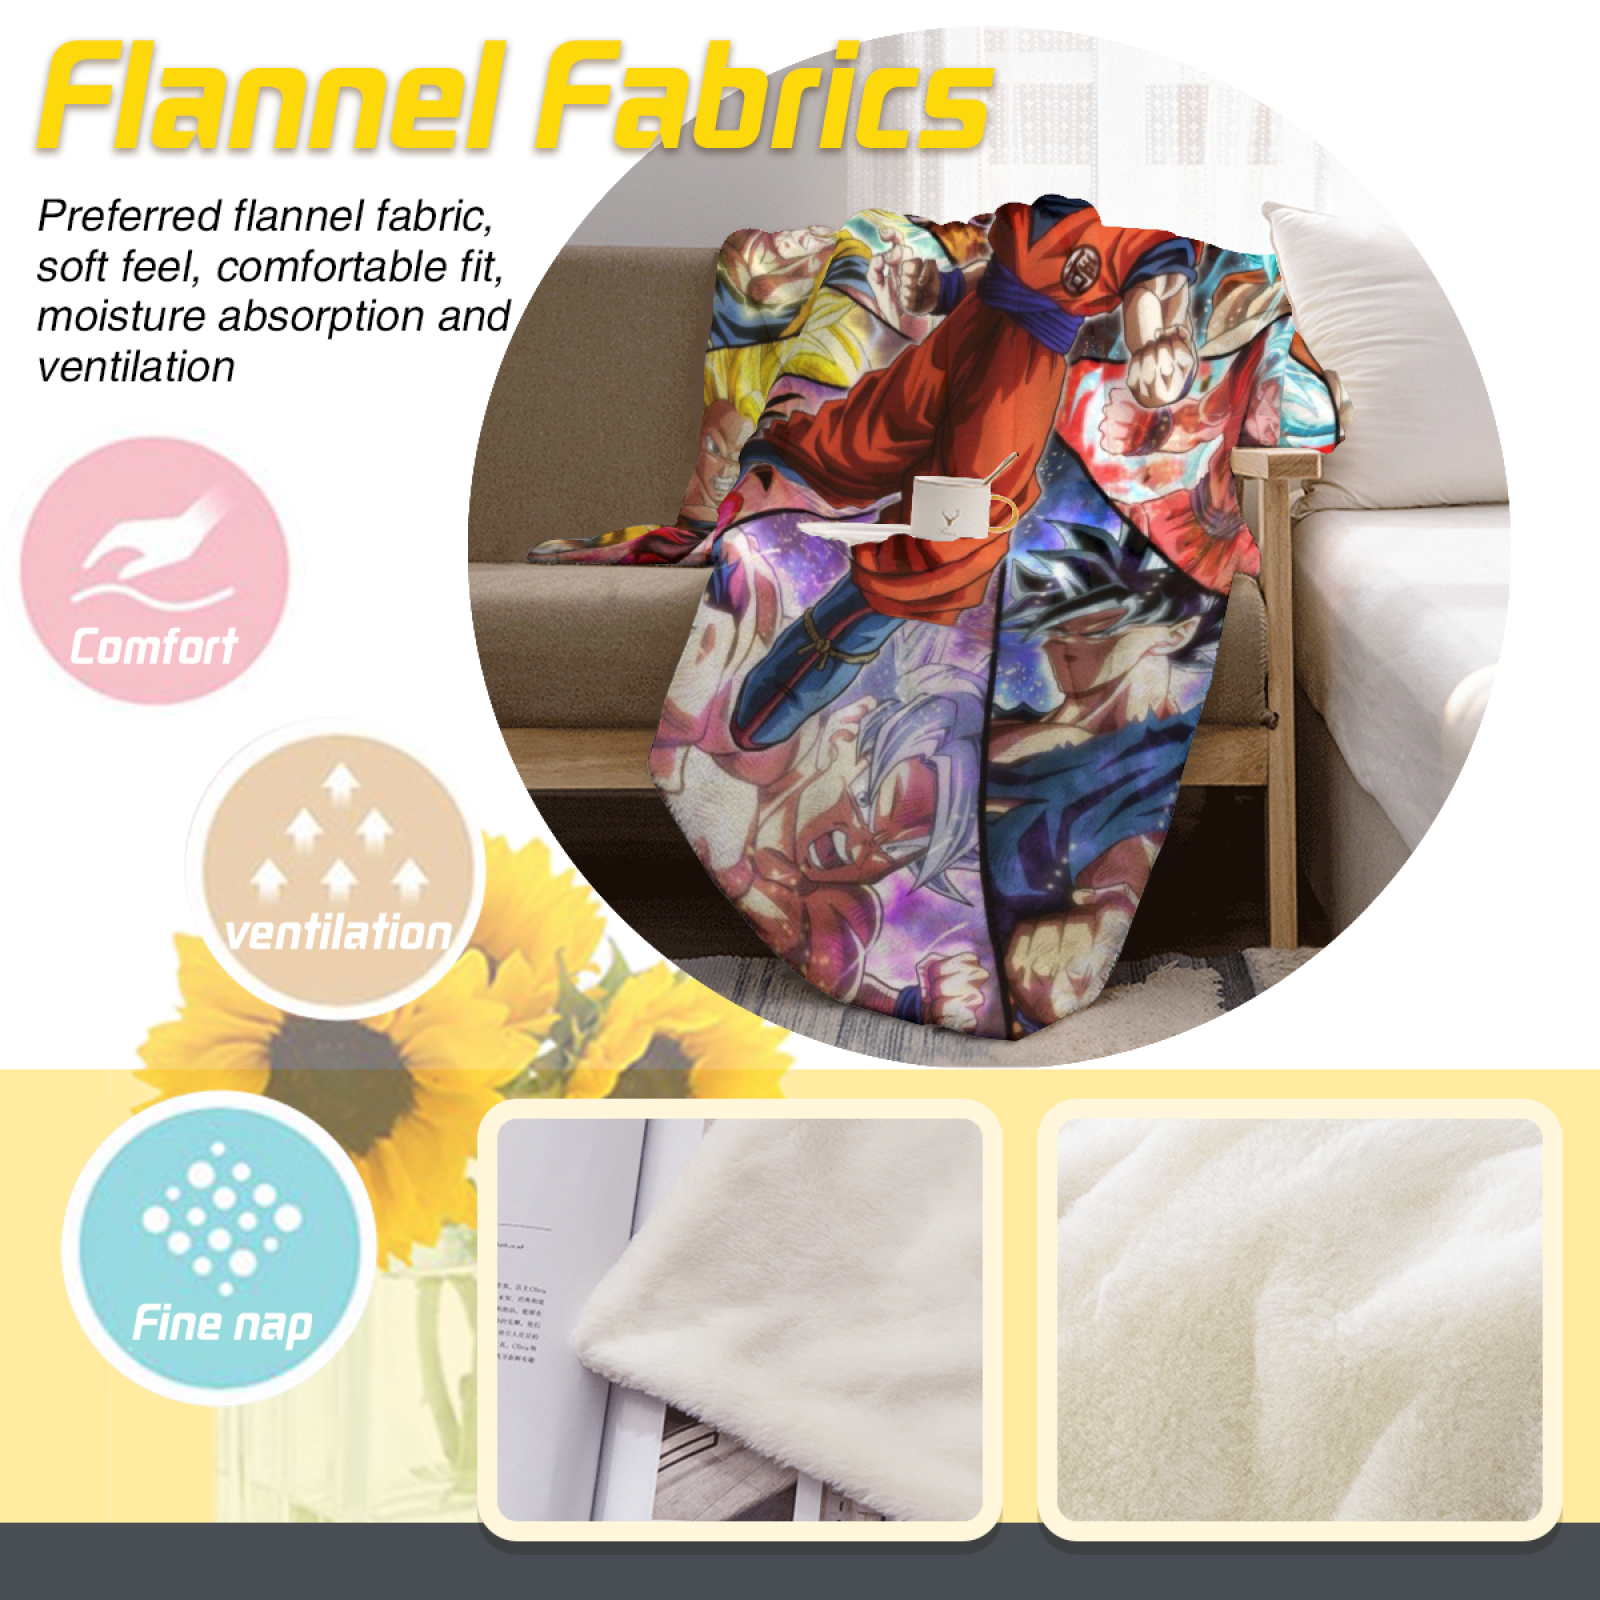 Flannel Fabrics
Preferred flannel fabric,
soft feel, comfortable fit,
moisture absorption and
ventilation
Comfort
ventilation
Fine nap